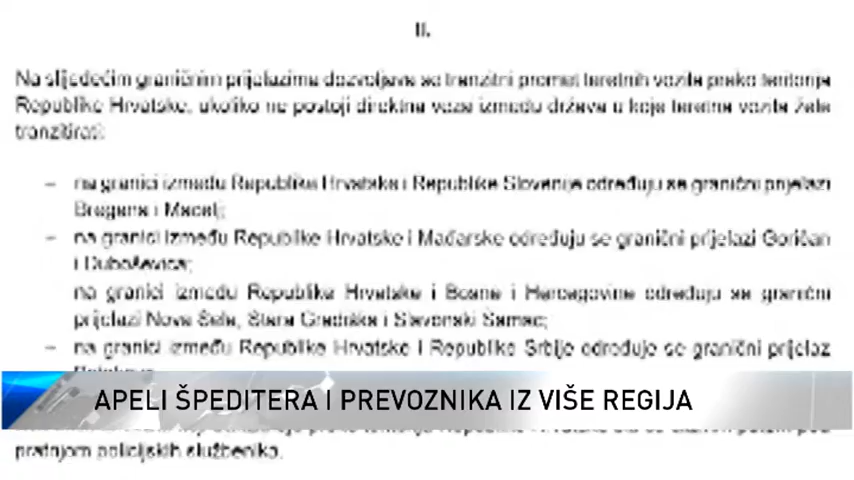 II.
Na slijedećim graničnim prijelazima dozvoljava se tranzitni promet teretnih vozila preko teritorija
Republike Hrvatske, ukoliko ne postoji direktna veza između država u koje teretna vozila žele
tranzitirati:
– na granici između Republike Hrvatske i Republike Slovenije određuju se granični prijelazi
Bregana i Macelj;
– na granici između Republike Hrvatske i Mađarske određuju se granični prijelazi Goričan
i Duboševica;
na granici između Republike Hrvatske i Bosne i Hercegovine određuju se granični
prijelazi Nova Sela, Stara Gradiška i Slavonski Šamac;
– na granici između Republike Hrvatske i Republike Srbije određuje se granični prijelaz
APELI ŠPEDITERA I PREVOZNIKA IZ VIŠE REGIJA
pratnjom policijskih službenika.